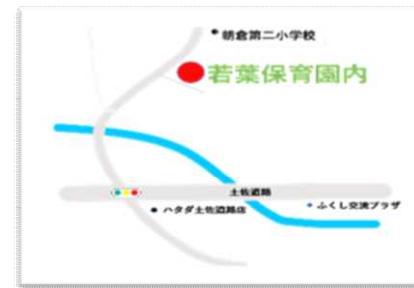 朝倉第二小学校
若葉保育園内
土佐道路
ハタダ土佐道路店
ふくし交流プラザ